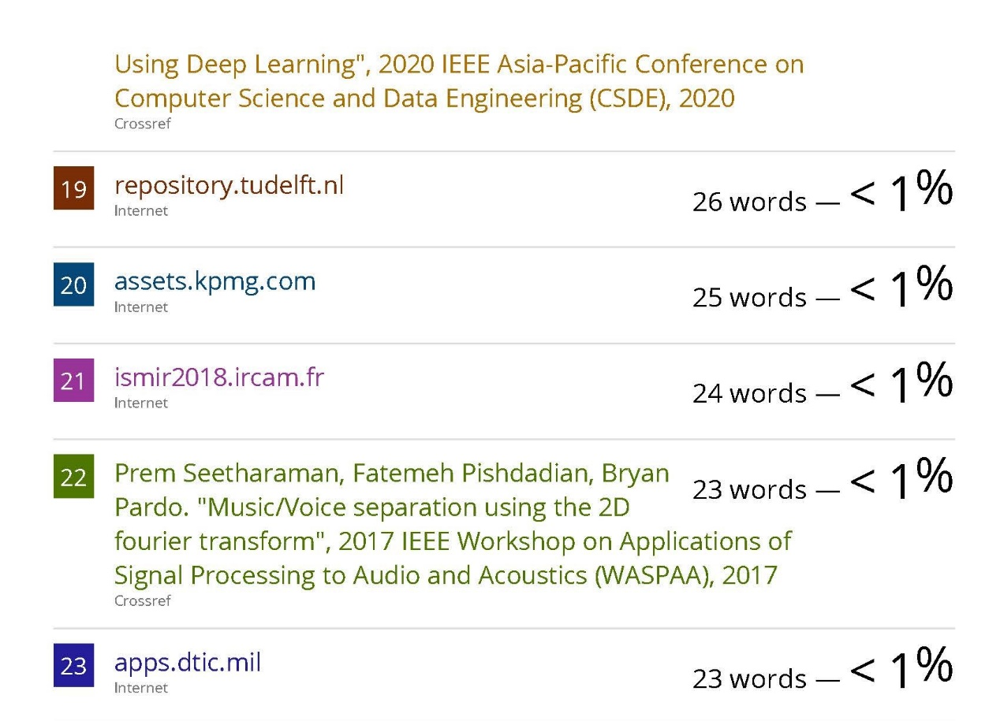 Using Deep Learning", 2020 IEEE Asia-Pacific Conference on
Computer Science and Data Engineering (CSDE), 2020
Crossref
19 repository.tudelft.nl 26 words — < 1%
Internet
20 assets.kpmg.com 25 words — < 1%
Internet
21 ismir2018.ircam.fr 24 words — < 1%
Internet
22 Prem Seetharaman, Fatemeh Pishdadian, Bryan 23 words — < 1%
Pardo. "Music/Voice separation using the 2D
fourier transform", 2017 IEEE Workshop on Applications of
Signal Processing to Audio and Acoustics (WASPAA), 2017
Crossref
23 apps.dtic.mil 23 words — < 1%
Internet